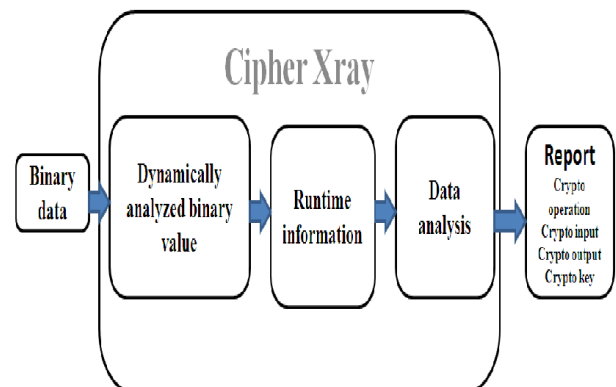 Cipher Xray
Binary
data
Dynamically
analyzed binary
value
Runtime
information
Data
analysis
Report
Crypto
operation
Crypto input
Crypto output
Crypto key